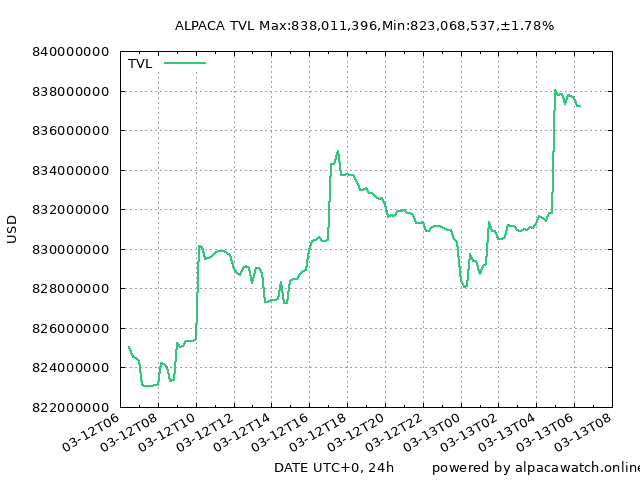 ALPACA TVL Max:838,011,396,Min:823,068,537,±1.78%
TVL
840000000
838000000
836000000
834000000
832000000
830000000
828000000
826000000
824000000
822000000
USD
03-12T06
03-12T08
03-12T10
03-12T12
03-12T14
03-12T16
03-12T18
03-12T20
03-12T22
03-13T00
03-13T02
03-13T04
03-13T06
03-13T08
DATE UTC+0, 24h
powered by alpacawatch.online